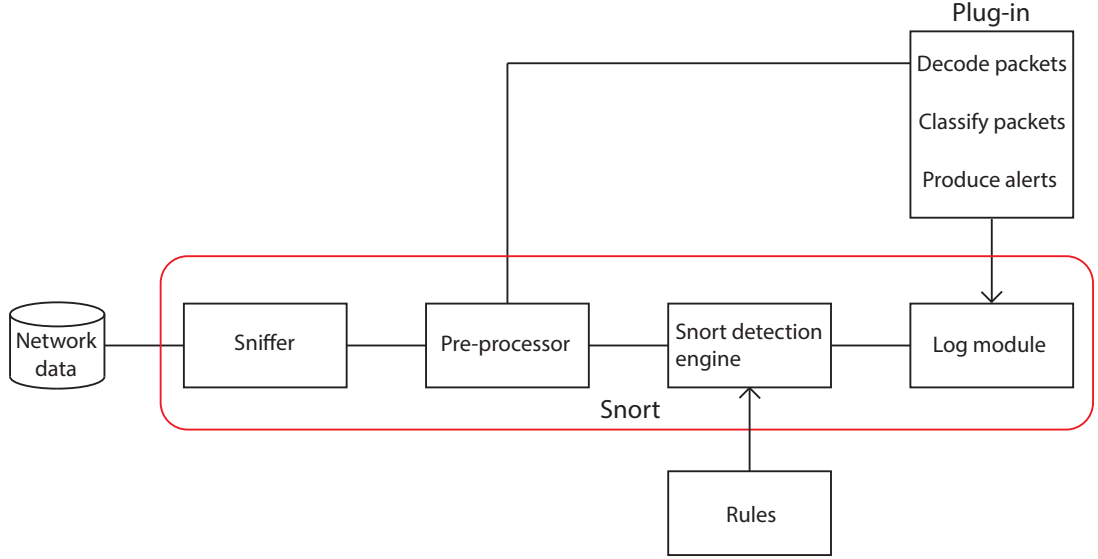 Plug-in
Decode packets
Classify packets
Produce alerts
Network
data
Sniffer
Pre-processor
Snort detection
engine
Log module
Snort
Rules